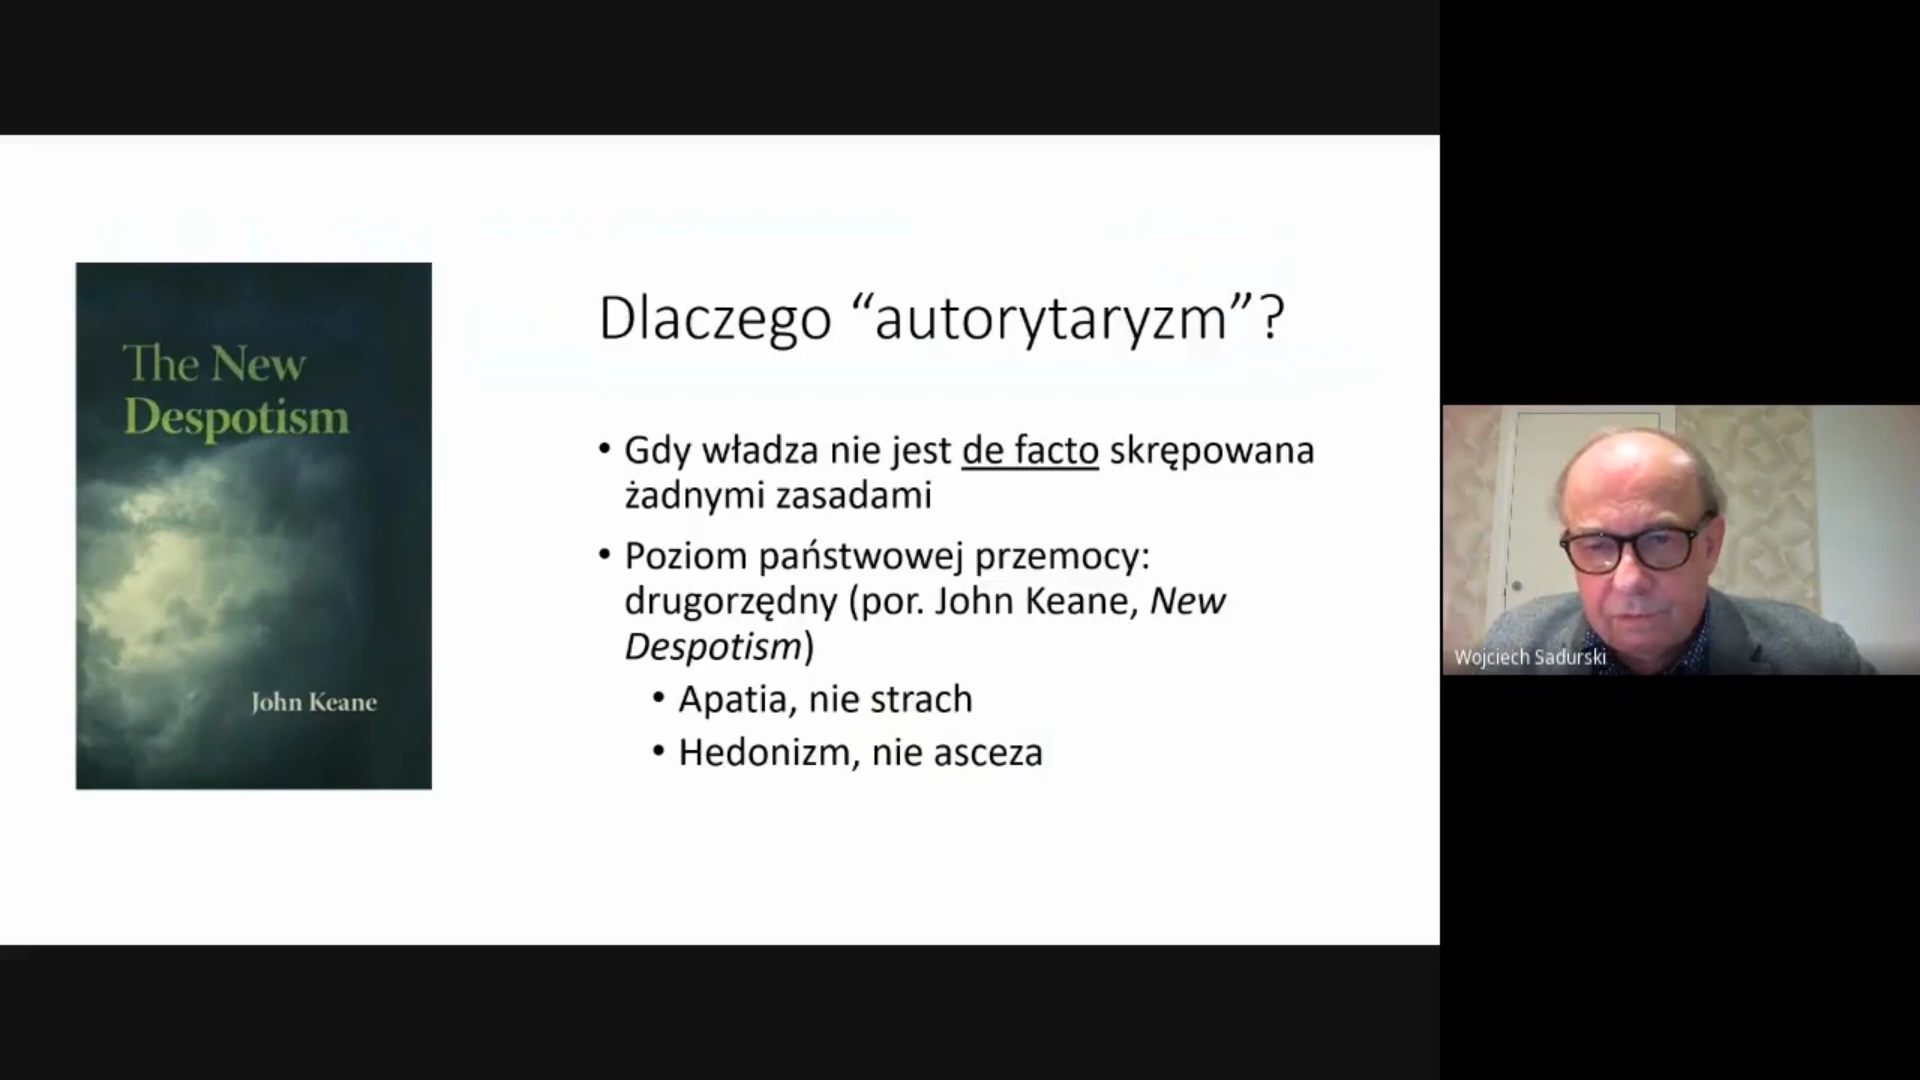 The New
Despotism
John Keane
Dlaczego “autorytaryzm”?
• Gdy władza nie jest de facto skrępowana
żadnymi zasadami
• Poziom państwowej przemocy:
drugorzędny (por. John Keane, New
Despotism)
• Apatia, nie strach
• Hedonizm, nie asceza
Wojciech Sadurski